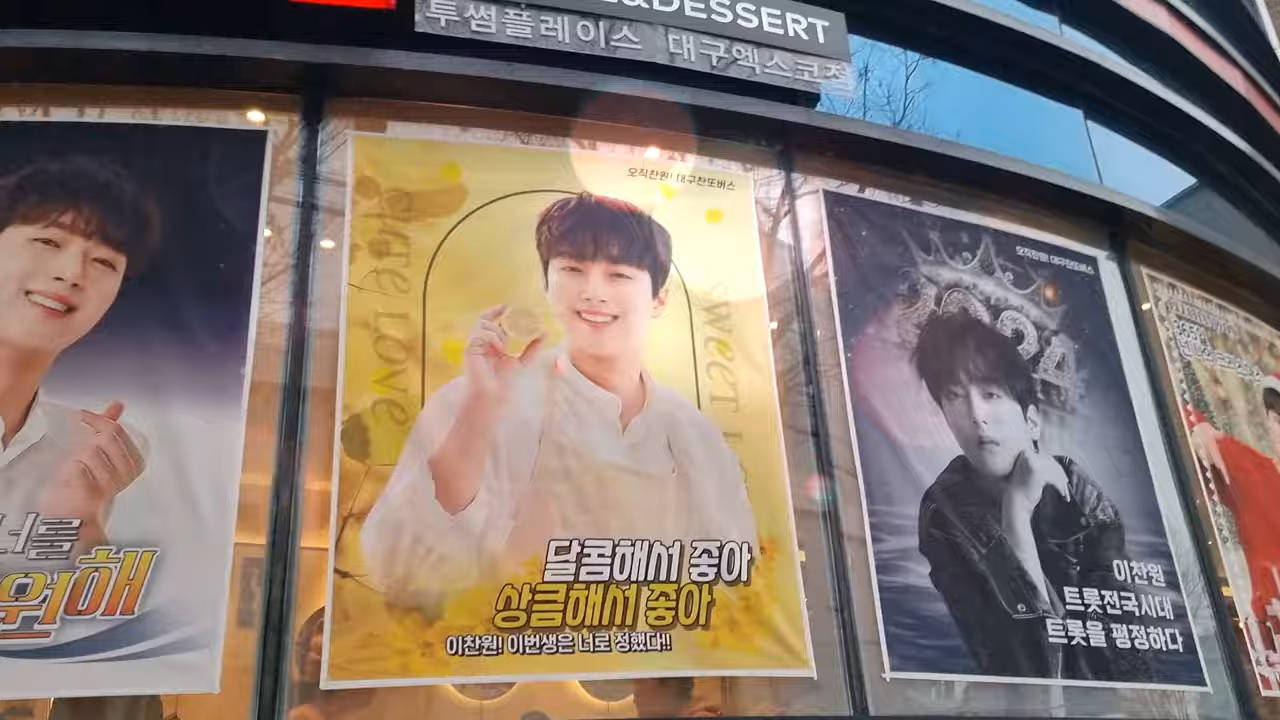 &DESSERT
투썸플레이스 대구엑스코점
너를
원해
오직찬원! 대구찬또버스
Pure Love
달콤해서 좋아
상큼해서 좋아
이찬원! 이번생은 너로 정했다!!
오직찬원! 대구찬또버스
2024
이찬원
트롯전국시대
트롯을 평정하다